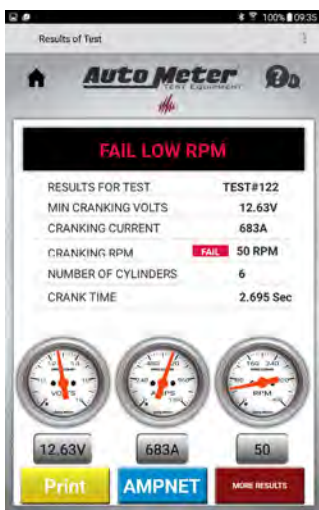 100% 09:35
Results of Test
Auto Meter
TEST EQUIPMENT
FAIL LOW RPM
RESULTS FOR TEST TEST#122
MIN CRANKING VOLTS 12.63V
CRANKING CURRENT 683A
CRANKING RPM FAIL 50 RPM
NUMBER OF CYLINDERS 6
CRANK TIME 2.695 Sec
VOLTS AMPS RPM
12.63V 683A 50
Print AMPNET MORE RESULTS